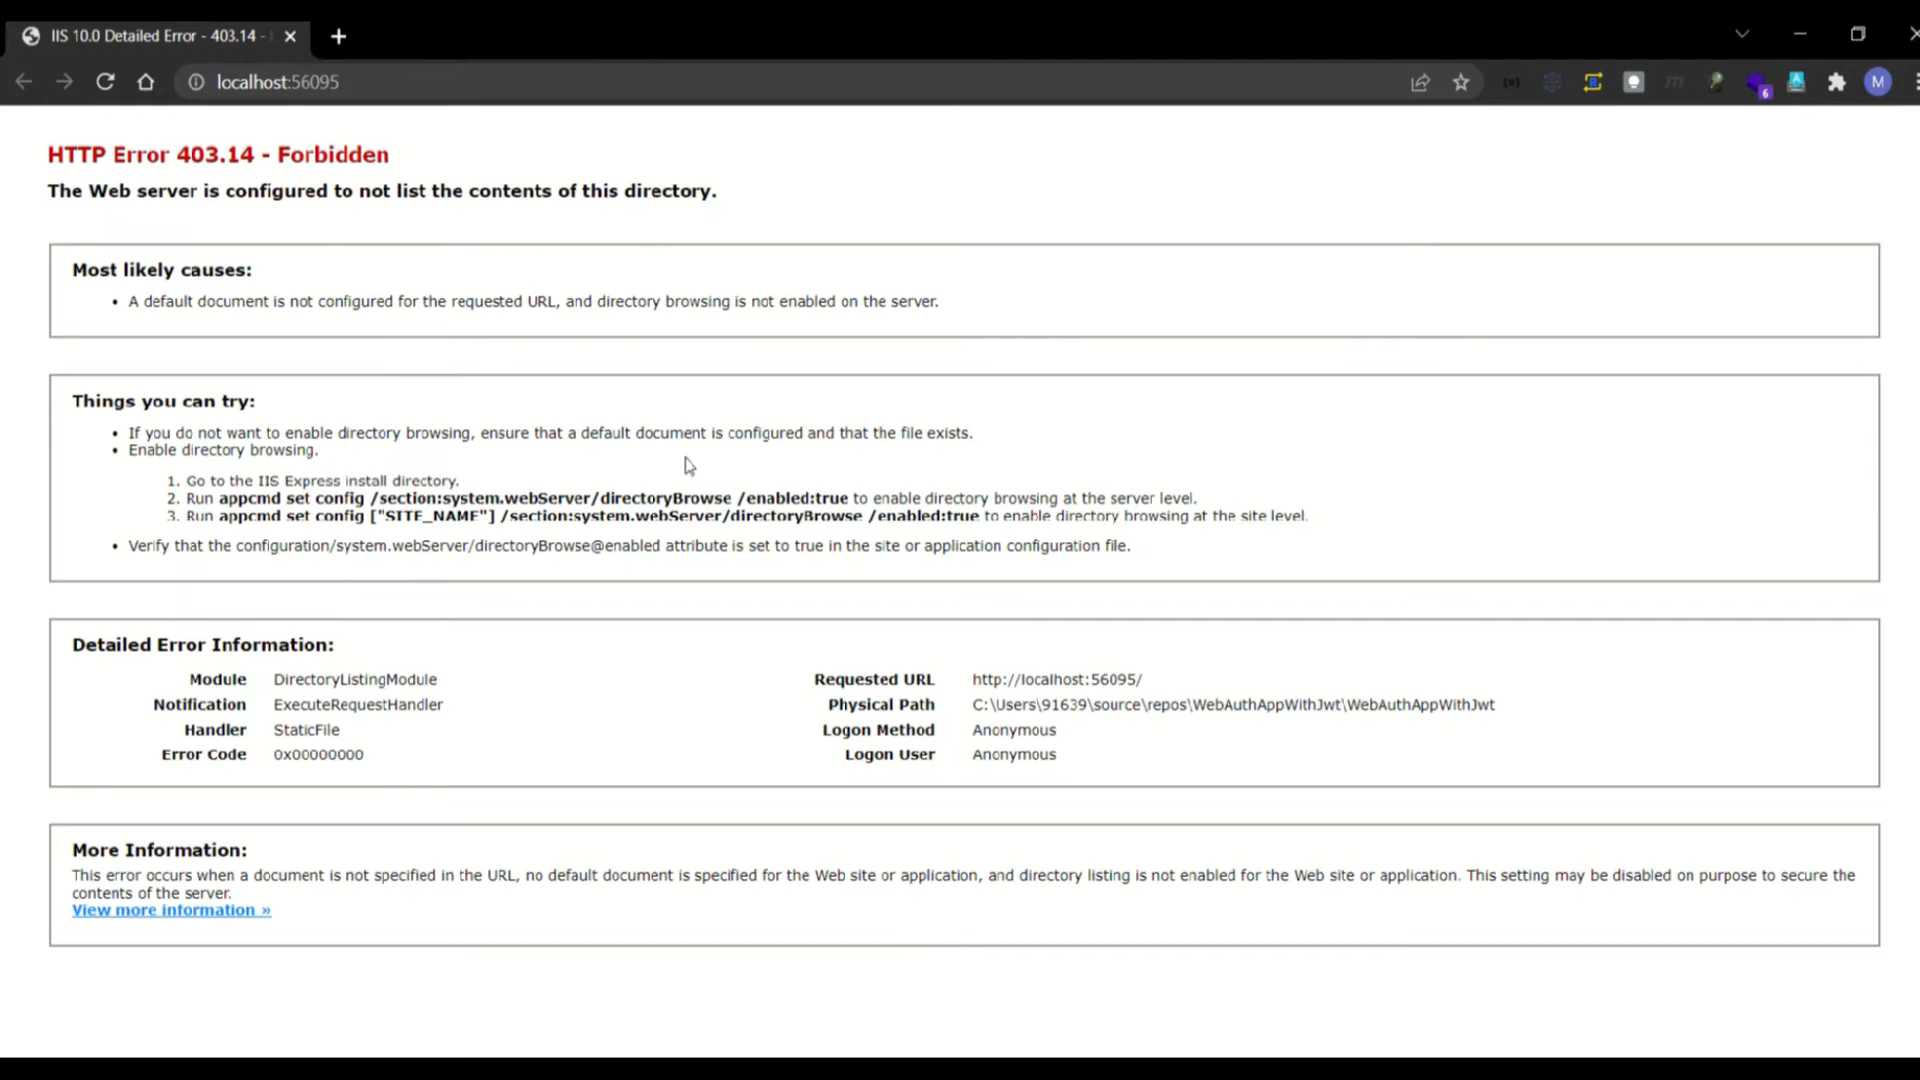 IIS 10.0 Detailed Error - 403.14 -
localhost:56095
M
6
HTTP Error 403.14 - Forbidden
The Web server is configured to not list the contents of this directory.
Most likely causes:
• A default document is not configured for the requested URL, and directory browsing is not enabled on the server.
Things you can try:
• If you do not want to enable directory browsing, ensure that a default document is configured and that the file exists.
• Enable directory browsing.
1. Go to the IIS Express install directory.
2. Run appcmd set config /section:system.webServer/directoryBrowse /enabled:true to enable directory browsing at the server level.
3. Run appcmd set config ["SITE_NAME"] /section:system.webServer/directoryBrowse /enabled:true to enable directory browsing at the site level.
• Verify that the configuration/system.webServer/directoryBrowse@enabled attribute is set to true in the site or application configuration file.
Detailed Error Information:
Module DirectoryListingModule
Notification ExecuteRequestHandler
Handler StaticFile
Error Code 0x00000000
Requested URL http://localhost:56095/
Physical Path C:\Users\91639\source\repos\WebAuthAppWithJwt\WebAuthAppWithJwt
Logon Method Anonymous
Logon User Anonymous
More Information:
This error occurs when a document is not specified in the URL, no default document is specified for the Web site or application, and directory listing is not enabled for the Web site or application. This setting may be disabled on purpose to secure the
contents of the server.
View more information »